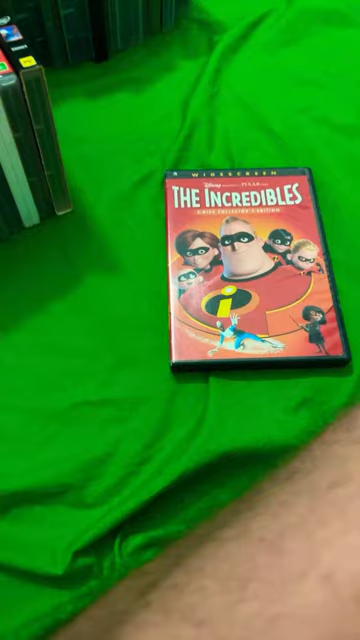 WIDESCREEN
Disney PIXAR
THE INCREDIBLES
2-DISC COLLECTOR'S EDITION